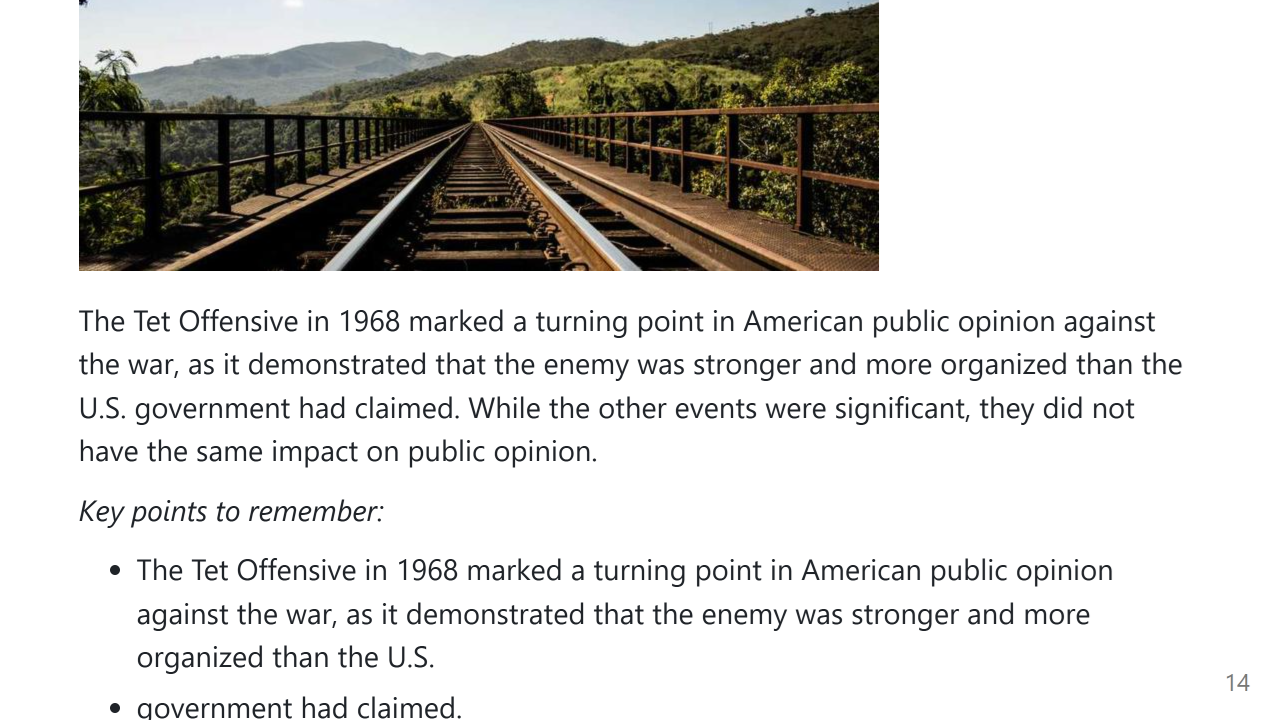 The Tet Offensive in 1968 marked a turning point in American public opinion against
the war, as it demonstrated that the enemy was stronger and more organized than the
U.S. government had claimed. While the other events were significant, they did not
have the same impact on public opinion.
Key points to remember:
• The Tet Offensive in 1968 marked a turning point in American public opinion
against the war, as it demonstrated that the enemy was stronger and more
organized than the U.S.
• government had claimed.
14